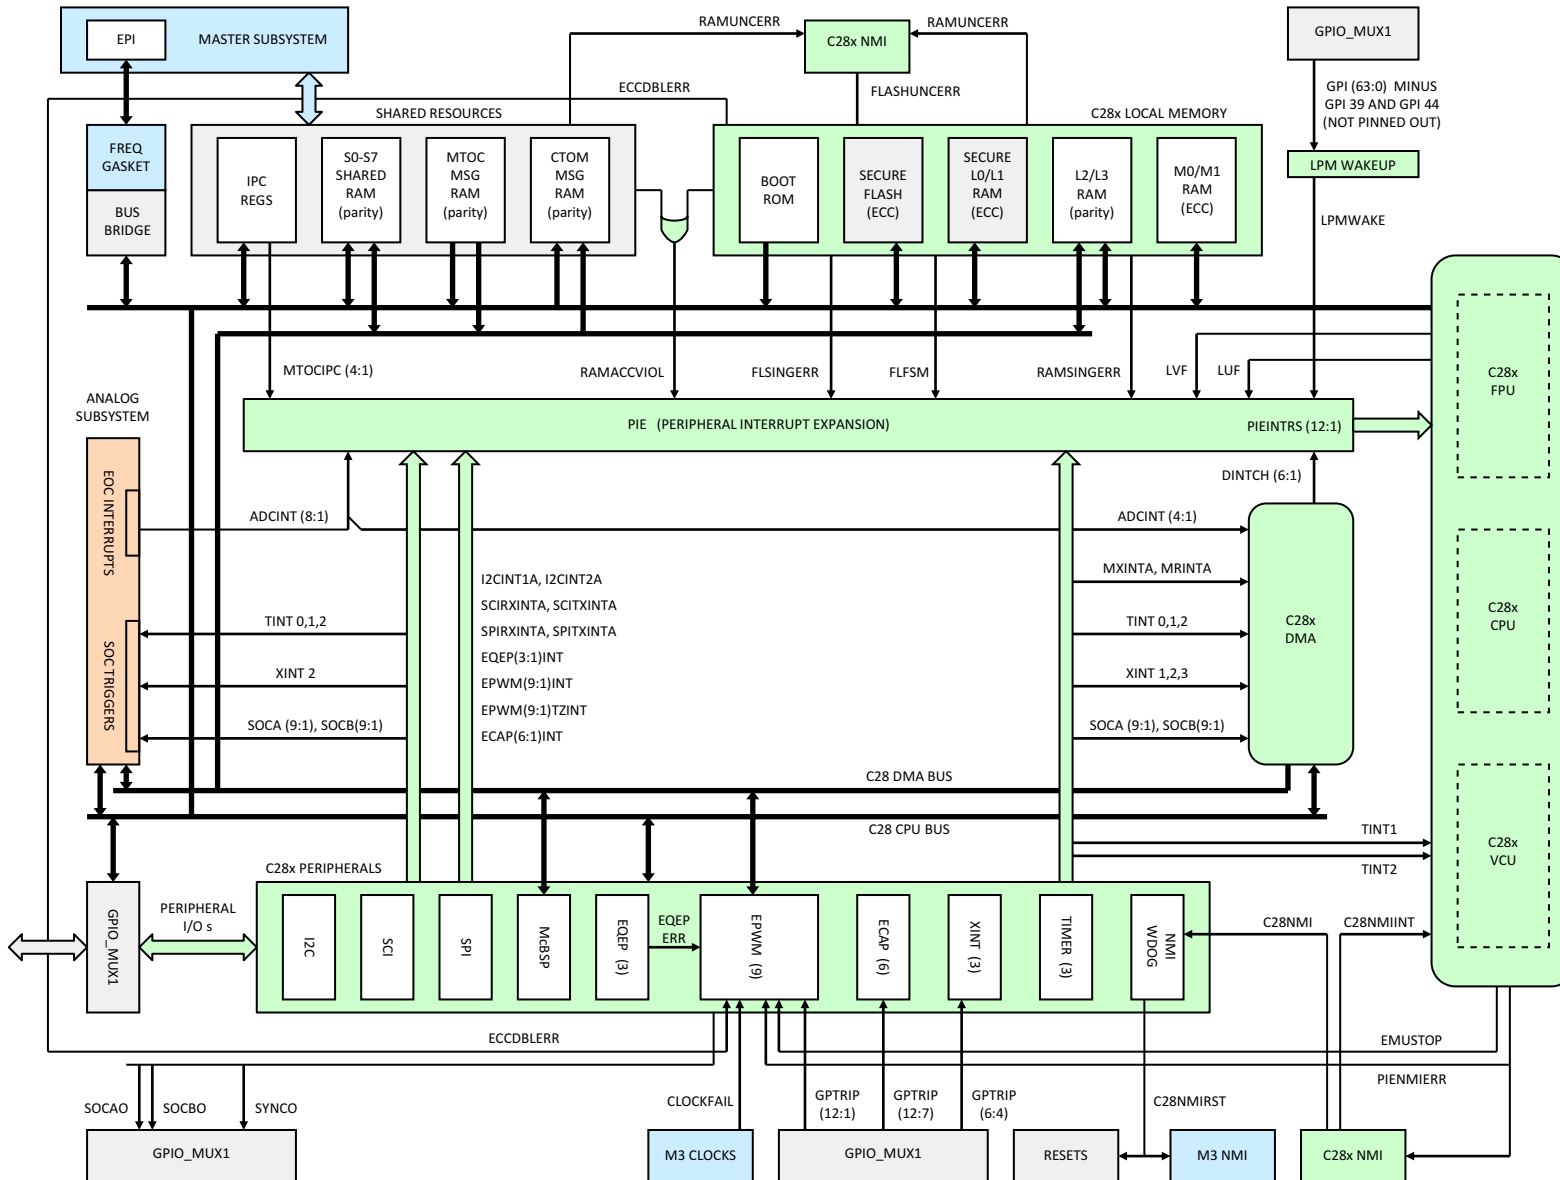 EPI
MASTER SUBSYSTEM
RAMUNCERR
C28x NMI
RAMUNCERR
GPIO_MUX1
ECCDBLERR
FLASHUNCERR
GPI (63:0) MINUS
GPI 39 AND GPI 44
(NOT PINNED OUT)
SHARED RESOURCES
C28x LOCAL MEMORY
FREQ
GASKET
BUS
BRIDGE
IPC
REGS
S0-S7
SHARED
RAM
(parity)
MTOC
MSG
RAM
(parity)
CTOM
MSG
RAM
(parity)
BOOT
ROM
SECURE
FLASH
(ECC)
SECURE
L0/L1
RAM
(ECC)
L2/L3
RAM
(parity)
M0/M1
RAM
(ECC)
LPM WAKEUP
LPMWAKE
MTOCIPC (4:1)
RAMACCVIOL
FLSINGERR
FLFSM
RAMSINGERR
LVF
LUF
C28x
FPU
ANALOG
SUBSYSTEM
PIE (PERIPHERAL INTERRUPT EXPANSION)
PIEINTRS (12:1)
DINTCH (6:1)
EOC INTERRUPTS
ADCINT (8:1)
ADCINT (4:1)
I2CINT1A, I2CINT2A
SCIRXINTA, SCITXINTA
SPIRXINTA, SPITXINTA
EQEP(3:1)INT
EPWM(9:1)INT
EPWM(9:1)TZINT
ECAP(6:1)INT
MXINTA, MRINTA
SOC TRIGGERS
TINT 0,1,2
TINT 0,1,2
XINT 2
XINT 1,2,3
SOCA (9:1), SOCB(9:1)
SOCA (9:1), SOCB(9:1)
C28x
DMA
C28x
CPU
C28 DMA BUS
C28 CPU BUS
TINT1
TINT2
C28x
VCU
C28x PERIPHERALS
GPIO_MUX1
PERIPHERAL
I/O s
I2C
SCI
SPI
McBSP
EQEP (3)
EQEP
ERR
EPWM (9)
ECAP (6)
XINT (3)
TIMER (3)
NMI
WDOG
C28NMI
C28NMIINT
ECCDBLERR
EMUSTOP
PIENMIERR
SOCAO
SOCBO
SYNCO
CLOCKFAIL
GPTRIP
(12:1)
GPTRIP
(12:7)
GPTRIP
(6:4)
C28NMIRST
GPIO_MUX1
M3 CLOCKS
GPIO_MUX1
RESETS
M3 NMI
C28x NMI